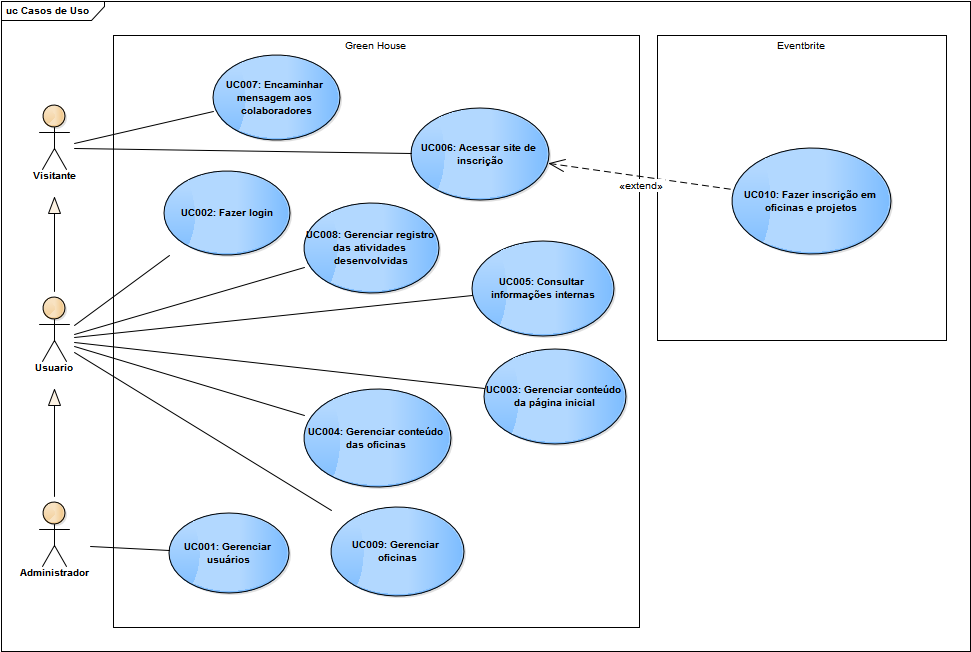 uc Casos de Uso
Green House
Eventbrite
UC007: Encaminhar
mensagem aos
colaboradores
UC006: Acessar site de
inscrição
Visitante
«extend»
UC010: Fazer inscrição em
oficinas e projetos
UC002: Fazer login
UC008: Gerenciar registro
das atividades
desenvolvidas
UC005: Consultar
informações internas
Usuario
UC003: Gerenciar conteúdo
da página inicial
UC004: Gerenciar conteúdo
das oficinas
Administrador
UC001: Gerenciar
usuários
UC009: Gerenciar
oficinas